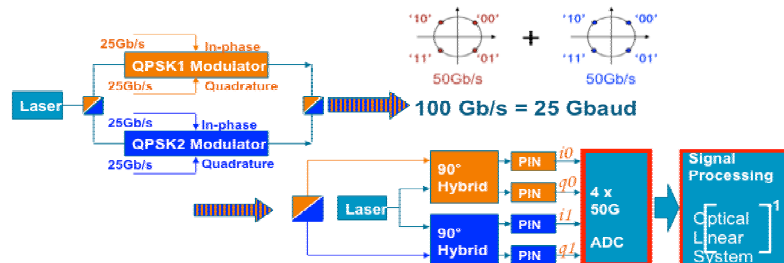 '10' '00' '10' '00'
25Gb/s In-phase
QPSK1 Modulator
+
'11' '01' '11' '01'
25Gb/s Quadrature
50Gb/s 50Gb/s
Laser
25Gb/s In-phase
100 Gb/s = 25 Gbaud
QPSK2 Modulator
25Gb/s Quadrature
90° Hybrid
PIN i0
PIN q0
Laser
90° Hybrid
PIN i1
PIN q1
4 x
50G
ADC
Signal
Processing
[Optical
Linear
System]1